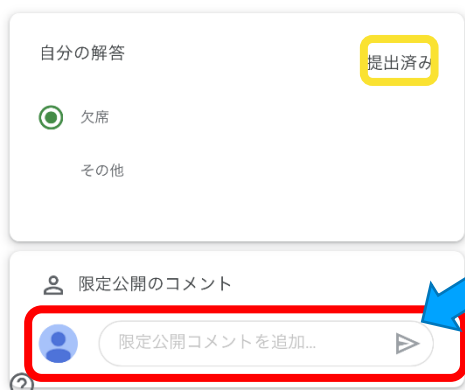 自分の解答
提出済み
欠席
その他
限定公開のコメント
限定公開コメントを追加...